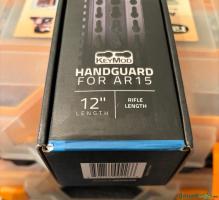 KEYMOD
HANDGUARD
FOR AR15
12" RIFLE
LENGTH LENGTH